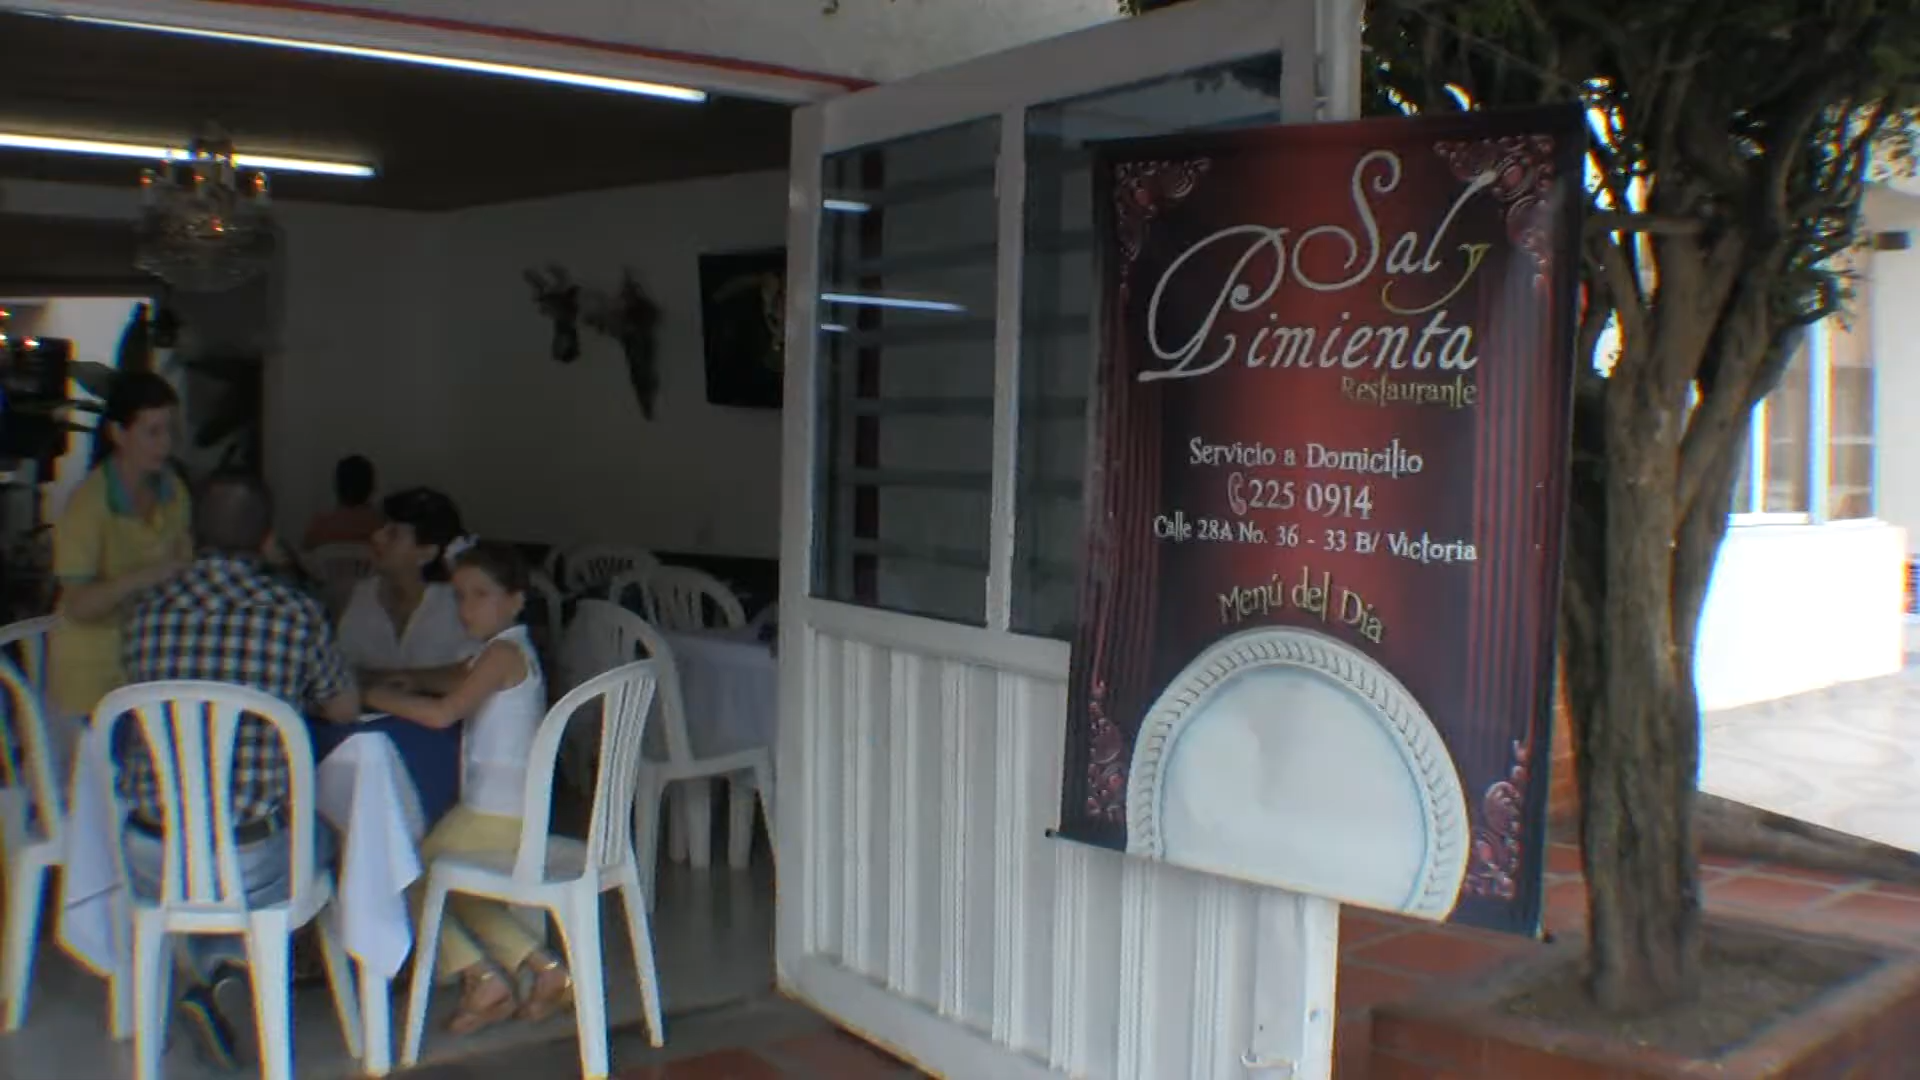 Sal y
Pimienta
Restaurante
Servicio a Domicilio
225 0914
Calle 28A No. 36 - 33 B/ Victoria
Menú del Día